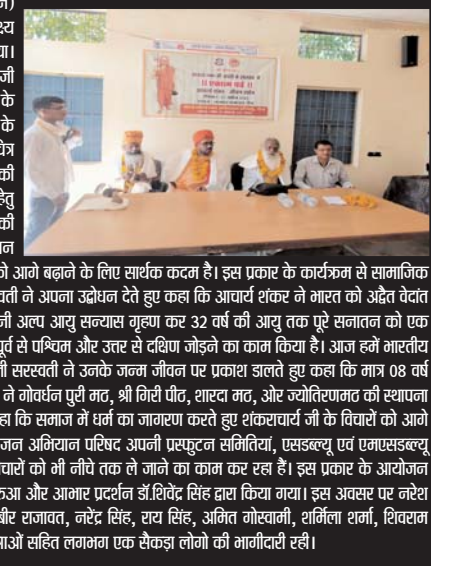 न)
क्ष्य
या।
जी
के
के
चित्र
की
हेतु
की
को आगे बढ़ाने के लिए सार्थक कदम है। इस प्रकार के कार्यक्रम से सामाजिक
वती ने अपना उद्बोधन देते हुए कहा कि आचार्य शंकर ने भारत को अद्वैत वेदांत
नी अल्प आयु सन्यास गृहण कर 32 वर्ष की आयु तक पूरे सनातन को एक
पूर्व से पश्चिम और उत्तर से दक्षिण जोड़ने का काम किया है। आज हमें भारतीय
ी सरस्वती ने उनके जन्म जीवन पर प्रकाश डालते हुए कहा कि मात्र 08 वर्ष
ने गोवर्धन पुरी मठ, श्री गिरी पीठ, शारदा मठ, ओर ज्योतिरणमठ की स्थापना
हा कि समाज में धर्म का जागरण करते हुए शंकराचार्य जी के विचारों को आगे
जन अभियान परिषद अपनी प्रस्फुटन समितियां, एसडब्ल्यू एवं एमएसडब्ल्यू
चारों को भी नीचे तक ले जाने का काम कर रहा हैं। इस प्रकार के आयोजन
और आभार प्रदर्शन डॉ.शिवेंद्र सिंह द्वारा किया गया। इस अवसर पर नरेश
बीर राजावत, नरेंद्र सिंह, राय सिंह, अमित गोस्वामी, शर्मिला शर्मा, शिवराम
ाओं सहित लगभग एक सैकड़ा लोगो की भागीदारी रही।